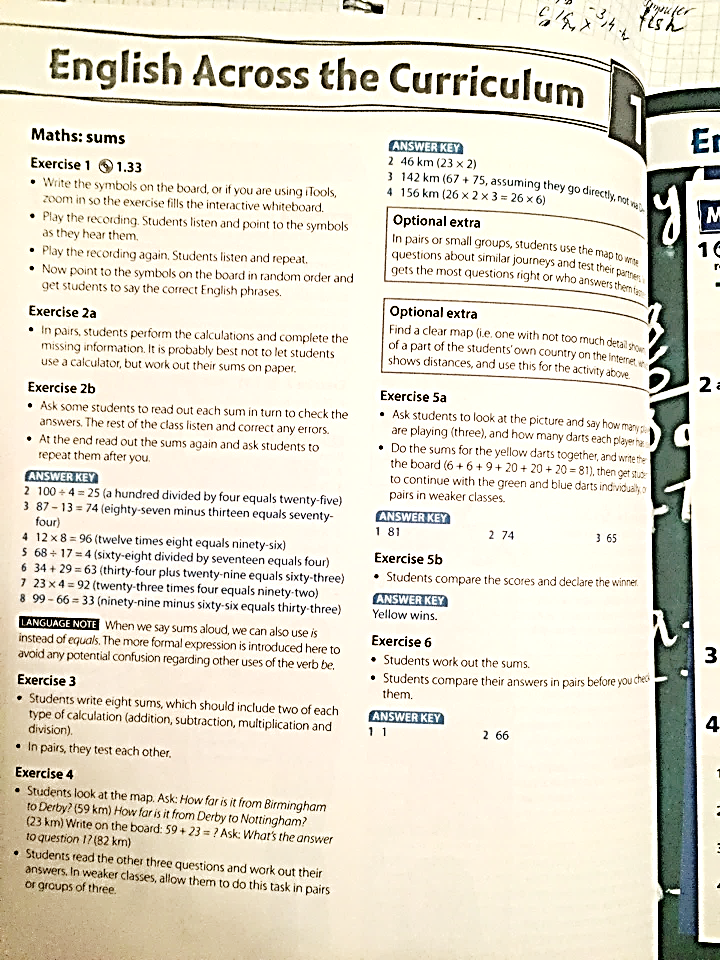 English Across the Curriculum
1
Maths: sums
Exercise 1 1.33
• Write the symbols on the board, or if you are using iTools,
zoom in so the exercise fills the interactive whiteboard.
• Play the recording. Students listen and point to the symbols
as they hear them.
• Play the recording again. Students listen and repeat.
• Now point to the symbols on the board in random order and
get students to say the correct English phrases.
Exercise 2a
• In pairs, students perform the calculations and complete the
missing information. It is probably best not to let students
use a calculator, but work out their sums on paper.
Exercise 2b
• Ask some students to read out each sum in turn to check the
answers. The rest of the class listen and correct any errors.
• At the end read out the sums again and ask students to
repeat them after you.
ANSWER KEY
2 100 ÷ 4 = 25 (a hundred divided by four equals twenty-five)
3 87 – 13 = 74 (eighty-seven minus thirteen equals seventy-
four)
4 12 × 8 = 96 (twelve times eight equals ninety-six)
5 68 ÷ 17 = 4 (sixty-eight divided by seventeen equals four)
6 34 + 29 = 63 (thirty-four plus twenty-nine equals sixty-three)
7 23 × 4 = 92 (twenty-three times four equals ninety-two)
8 99 – 66 = 33 (ninety-nine minus sixty-six equals thirty-three)
LANGUAGE NOTE When we say sums aloud, we can also use is
instead of equals. The more formal expression is introduced here to
avoid any potential confusion regarding other uses of the verb be.
Exercise 3
• Students write eight sums, which should include two of each
type of calculation (addition, subtraction, multiplication and
division).
• In pairs, they test each other.
Exercise 4
• Students look at the map. Ask: How far is it from Birmingham
to Derby? (59 km) How far is it from Derby to Nottingham?
(23 km) Write on the board: 59 + 23 = ? Ask: What's the answer
to question 1? (82 km)
• Students read the other three questions and work out their
answers. In weaker classes, allow them to do this task in pairs
or groups of three.
ANSWER KEY
2 46 km (23 × 2)
3 142 km (67 + 75, assuming they go directly, not via
4 156 km (26 × 2 × 3 = 26 × 6)
Optional extra
In pairs or small groups, students use the map to write
questions about similar journeys and test their partners.
gets the most questions right or who answers them
Optional extra
Find a clear map (i.e. one with not too much detail
of a part of the students' own country on the Internet,
shows distances, and use this for the activity above.
Exercise 5a
• Ask students to look at the picture and say how many
are playing (three), and how many darts each player
• Do the sums for the yellow darts together, and write
the board (6 + 6 + 9 + 20 + 20 + 20 = 81), then get
to continue with the green and blue darts individually,
pairs in weaker classes.
ANSWER KEY
1 81 2 74 3 65
Exercise 5b
• Students compare the scores and declare the winner.
ANSWER KEY
Yellow wins.
Exercise 6
• Students work out the sums.
• Students compare their answers in pairs before you check
them.
ANSWER KEY
1 1 2 66
2
3
4